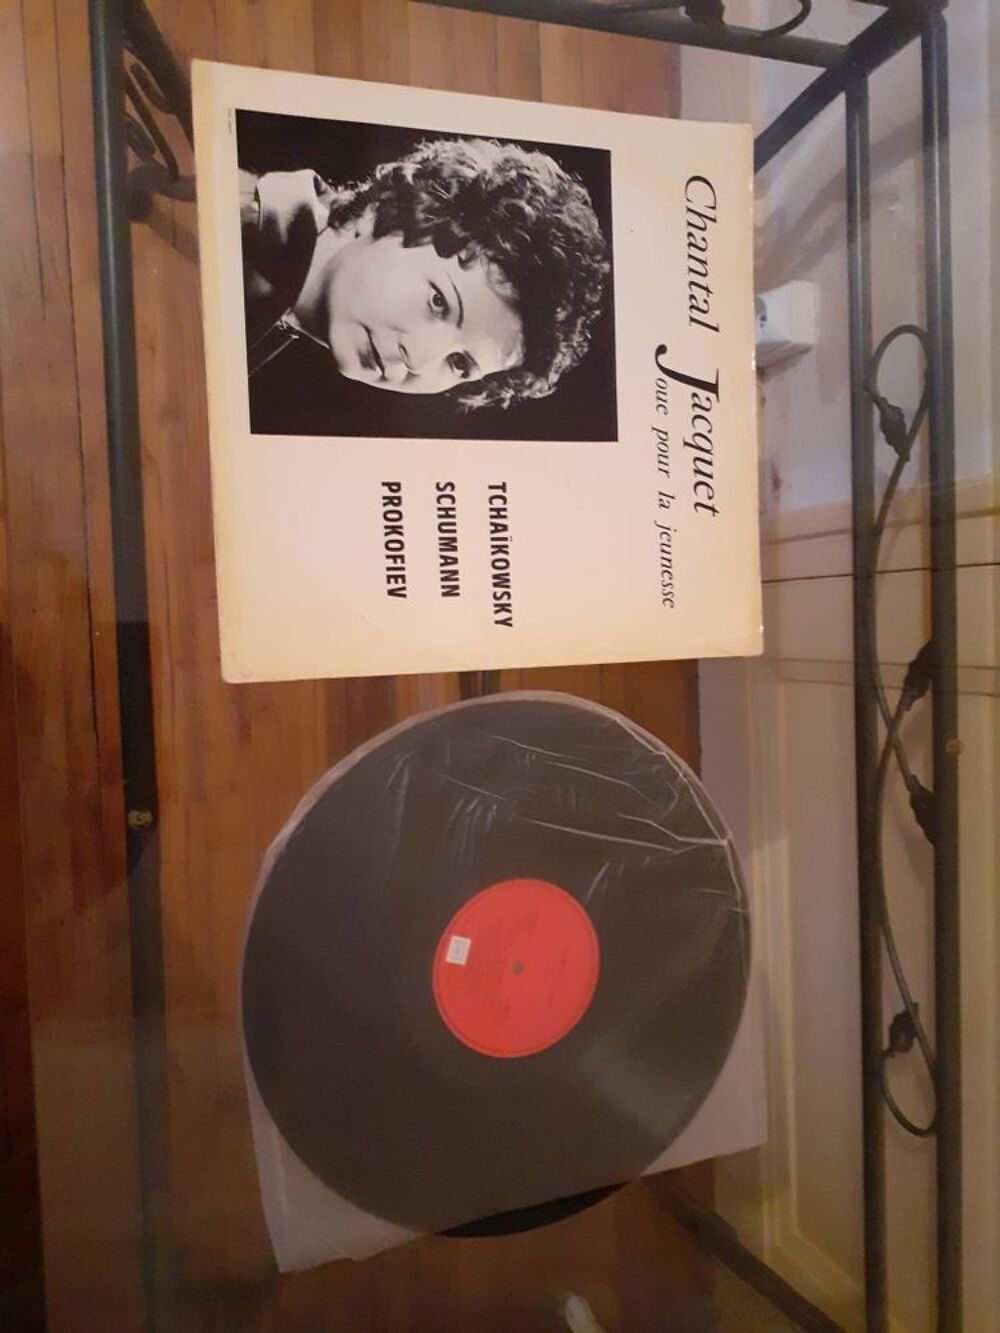 Chantal Jacquet
Joue pour la jeunesse
TCHAÏKOWSKY
SCHUMANN
PROKOFIEV